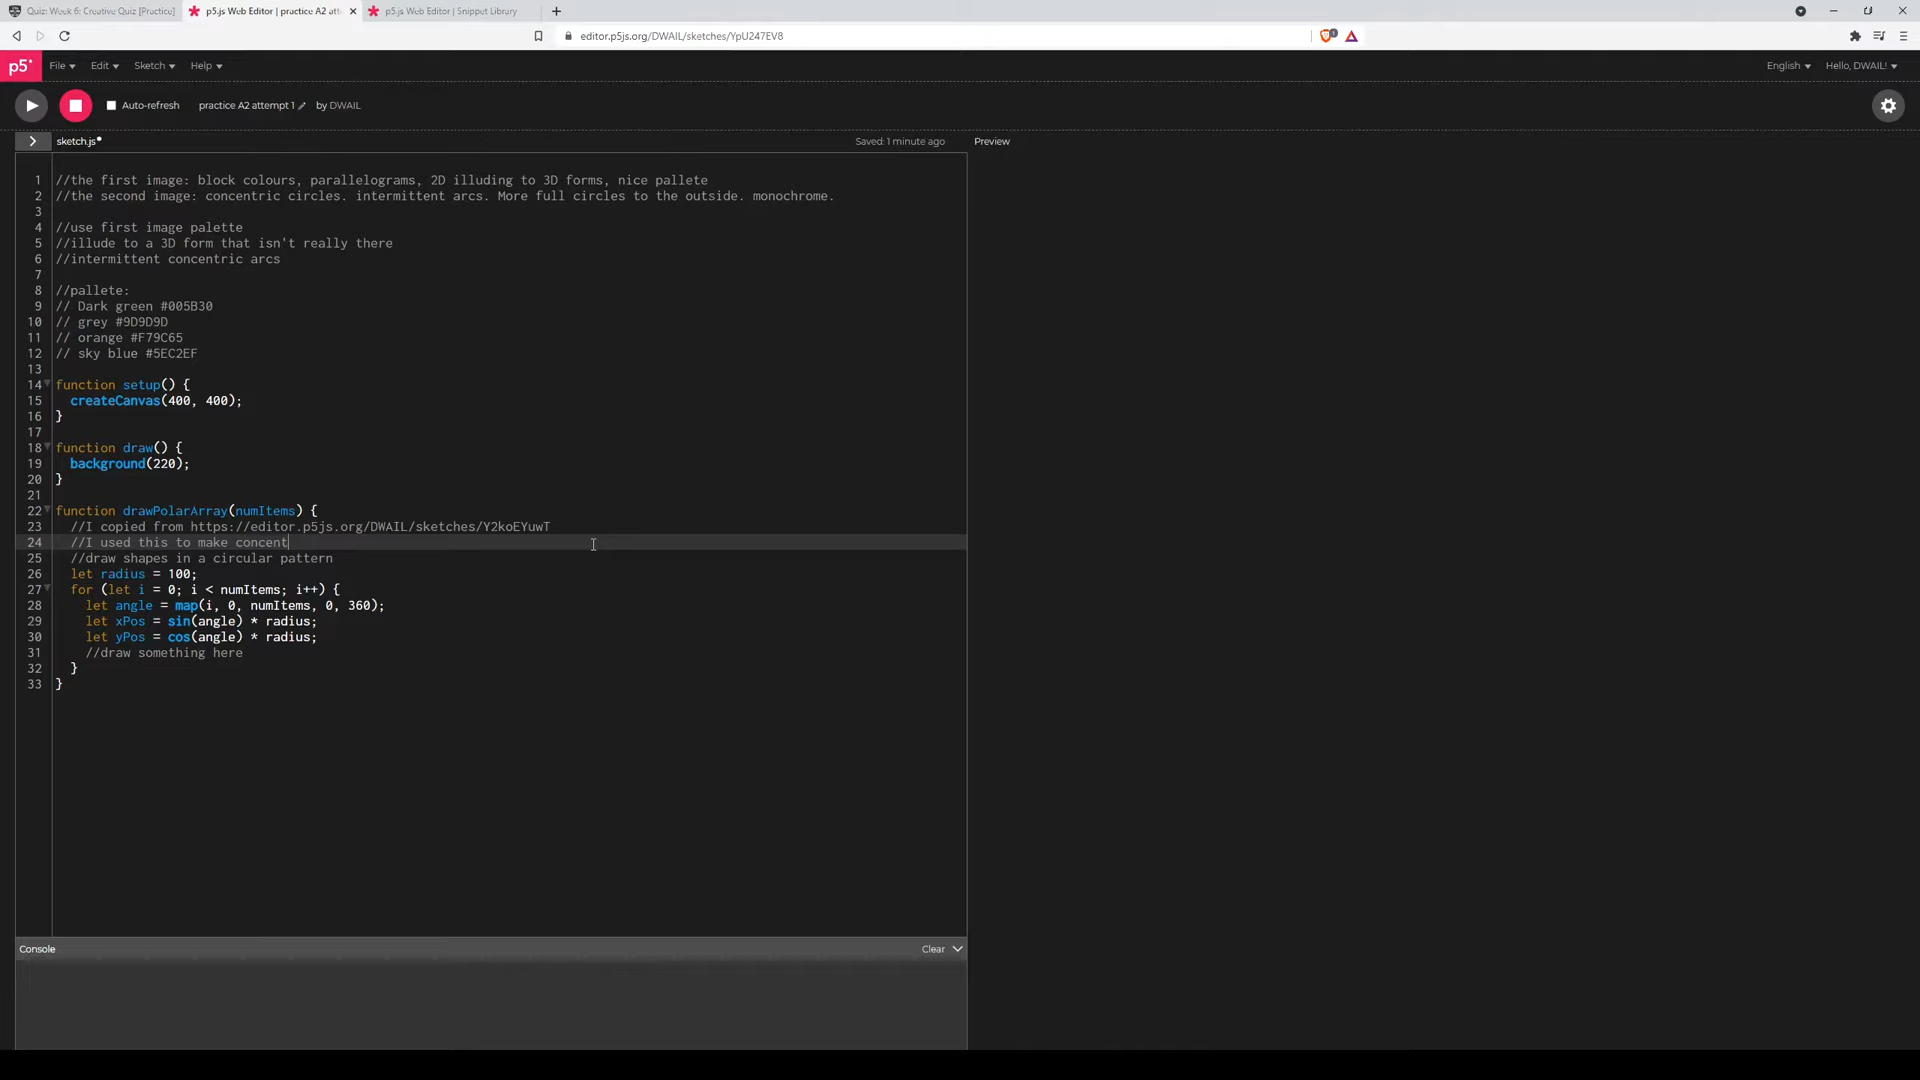 Quiz: Week 6: Creative Quiz [Practice]
p5.js Web Editor | practice A2 att
p5.js Web Editor | Snippet Library
editor.p5js.org/DWAIL/sketches/YpU247EV8
p5*
File
Edit
Sketch
Help
English
Hello, DWAIL!
Auto-refresh
practice A2 attempt 1
by DWAIL
sketch.js
Saved: 1 minute ago
Preview
1 //the first image: block colours, parallelograms, 2D illuding to 3D forms, nice pallete
2 //the second image: concentric circles. intermittent arcs. More full circles to the outside. monochrome.
3
4 //use first image palette
5 //illude to a 3D form that isn't really there
6 //intermittent concentric arcs
7
8 //pallete:
9 // Dark green #005B30
10 // grey #9D9D9D
11 // orange #F79C65
12 // sky blue #5EC2EF
13
14 function setup() {
15 createCanvas(400, 400);
16 }
17
18 function draw() {
19 background(220);
20 }
21
22 function drawPolarArray(numItems) {
23 //I copied from https://editor.p5js.org/DWAIL/sketches/Y2koEYuwT
24 //I used this to make concent
25 //draw shapes in a circular pattern
26 let radius = 100;
27 for (let i = 0; i < numItems; i++) {
28 let angle = map(i, 0, numItems, 0, 360);
29 let xPos = sin(angle) * radius;
30 let yPos = cos(angle) * radius;
31 //draw something here
32 }
33 }
Console
Clear